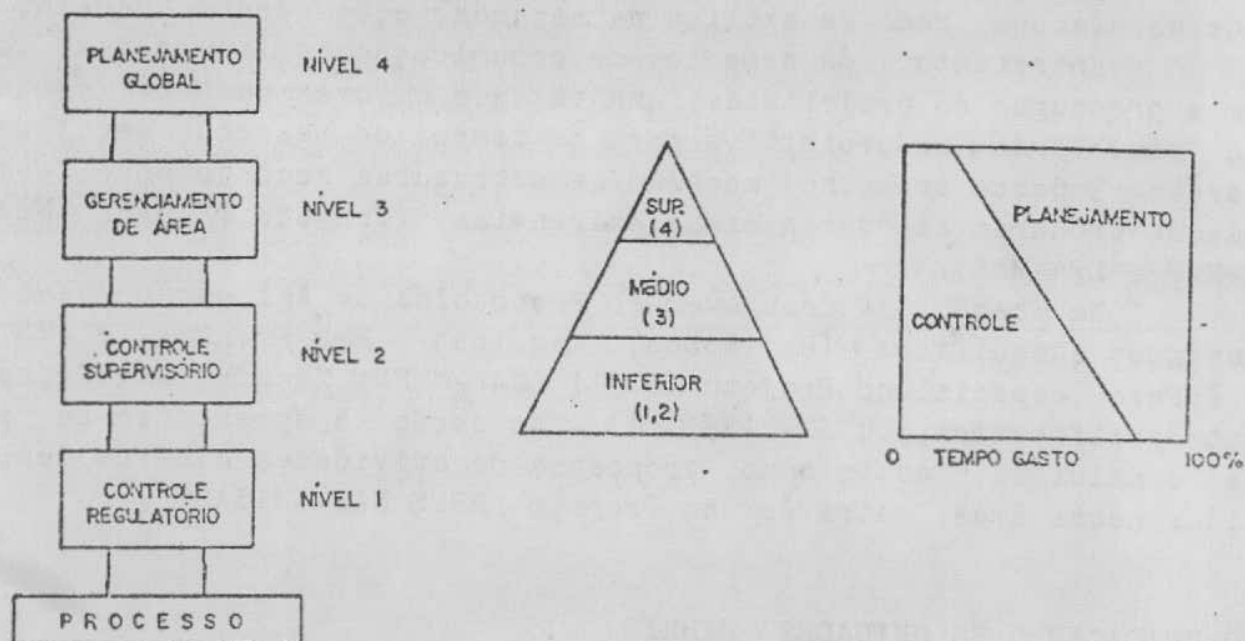 PLANEJAMENTO
GLOBAL
NÍVEL 4
GERENCIAMENTO
DE ÁREA
NÍVEL 3
CONTROLE
SUPERVISÓRIO
NÍVEL 2
CONTROLE
REGULATÓRIO
NÍVEL 1
PROCESSO
SUP.
(4)
MÉDIO
(3)
INFERIOR
(1,2)
PLANEJAMENTO
CONTROLE
0 TEMPO GASTO 100%